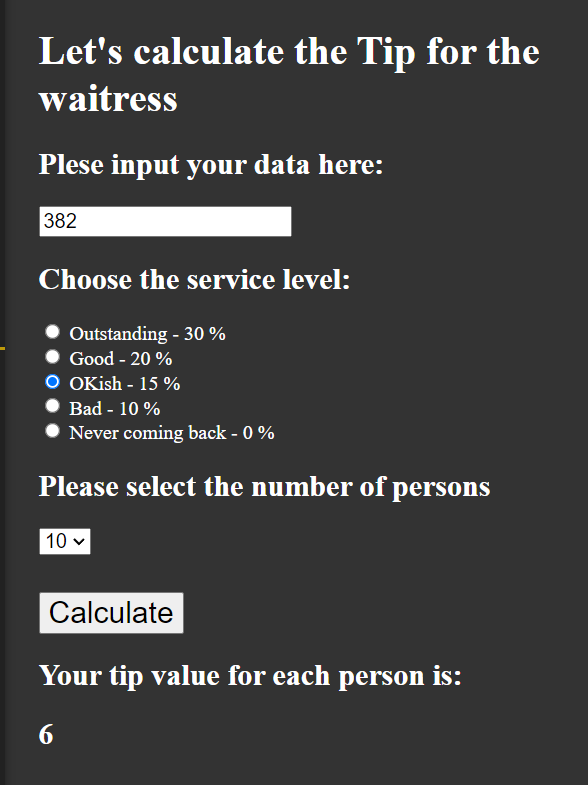 Let's calculate the Tip for the
waitress
Plese input your data here:
382
Choose the service level:
Outstanding - 30 %
Good - 20 %
OKish - 15 %
Bad - 10 %
Never coming back - 0 %
Please select the number of persons
10
Calculate
Your tip value for each person is:
6